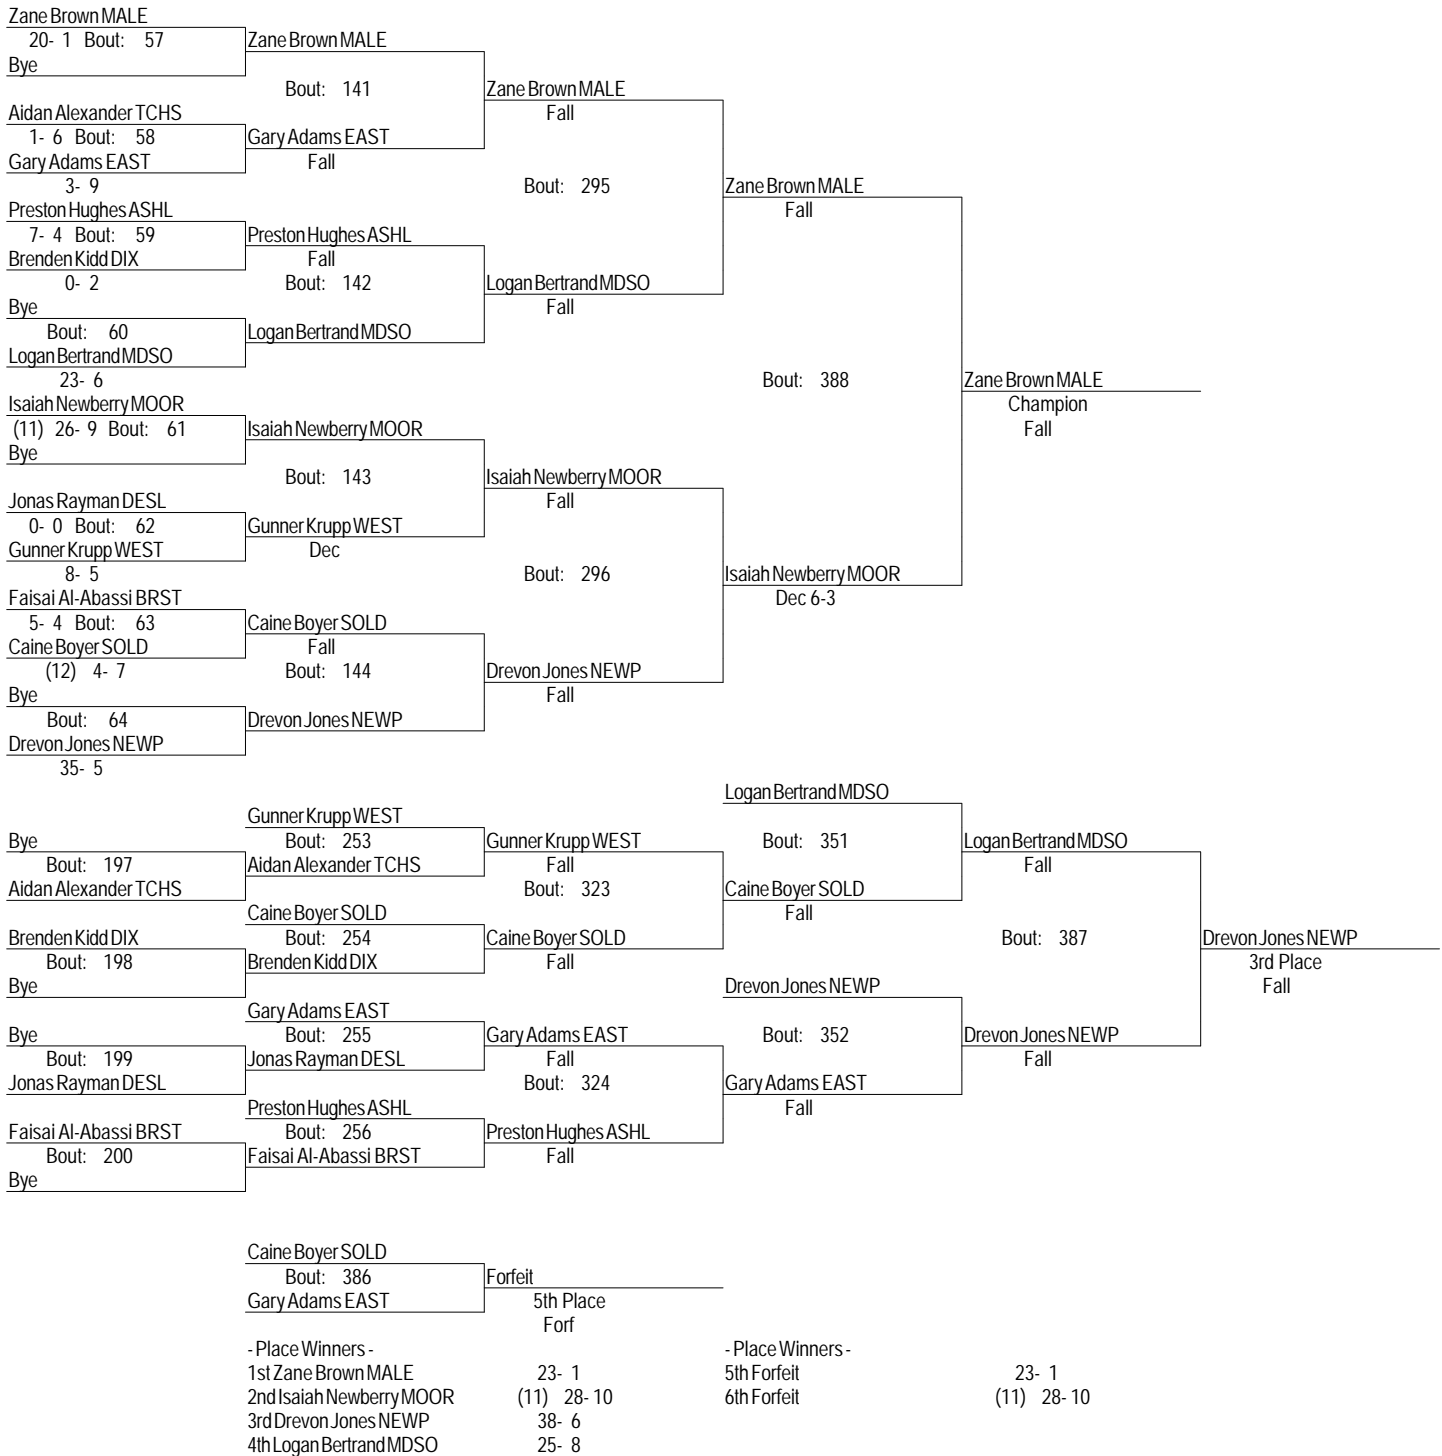 Zane Brown MALE
20- 1 Bout: 57
Zane Brown MALE
Bye
Bout: 141
Zane Brown MALE
Fall
Aidan Alexander TCHS
1- 6 Bout: 58
Gary Adams EAST
Fall
Gary Adams EAST
3- 9
Bout: 295
Zane Brown MALE
Fall
Preston Hughes ASHL
7- 4 Bout: 59
Preston Hughes ASHL
Fall
Brenden Kidd DIX
0- 2
Bout: 142
Logan Bertrand MDSO
Fall
Bye
Bout: 60
Logan Bertrand MDSO
Logan Bertrand MDSO
23- 6
Bout: 388
Zane Brown MALE
Champion
Fall
Isaiah Newberry MOOR
(11) 26- 9 Bout: 61
Isaiah Newberry MOOR
Bye
Bout: 143
Isaiah Newberry MOOR
Fall
Jonas Rayman DESL
0- 0 Bout: 62
Gunner Krupp WEST
Dec
Gunner Krupp WEST
8- 5
Bout: 296
Isaiah Newberry MOOR
Dec 6-3
Faisai Al-Abassi BRST
5- 4 Bout: 63
Caine Boyer SOLD
Fall
Caine Boyer SOLD
(12) 4- 7
Bout: 144
Drevon Jones NEWP
Fall
Bye
Bout: 64
Drevon Jones NEWP
Drevon Jones NEWP
35- 5
Logan Bertrand MDSO
Gunner Krupp WEST
Bye
Bout: 253
Gunner Krupp WEST
Fall
Bout: 351
Logan Bertrand MDSO
Fall
Bout: 197
Aidan Alexander TCHS
Aidan Alexander TCHS
Bout: 323
Caine Boyer SOLD
Fall
Caine Boyer SOLD
Brenden Kidd DIX
Bout: 254
Caine Boyer SOLD
Fall
Bout: 387
Drevon Jones NEWP
3rd Place
Fall
Bout: 198
Brenden Kidd DIX
Bye
Drevon Jones NEWP
Gary Adams EAST
Bye
Bout: 255
Gary Adams EAST
Fall
Bout: 352
Drevon Jones NEWP
Fall
Bout: 199
Jonas Rayman DESL
Jonas Rayman DESL
Bout: 324
Gary Adams EAST
Fall
Preston Hughes ASHL
Faisai Al-Abassi BRST
Bout: 256
Preston Hughes ASHL
Fall
Bout: 200
Faisai Al-Abassi BRST
Bye
Caine Boyer SOLD
Bout: 386
Forfeit
Gary Adams EAST
5th Place
Forf
- Place Winners -
1st Zane Brown MALE 23- 1
2nd Isaiah Newberry MOOR (11) 28- 10
3rd Drevon Jones NEWP 38- 6
4th Logan Bertrand MDSO 25- 8
- Place Winners -
5th Forfeit 23- 1
6th Forfeit (11) 28- 10